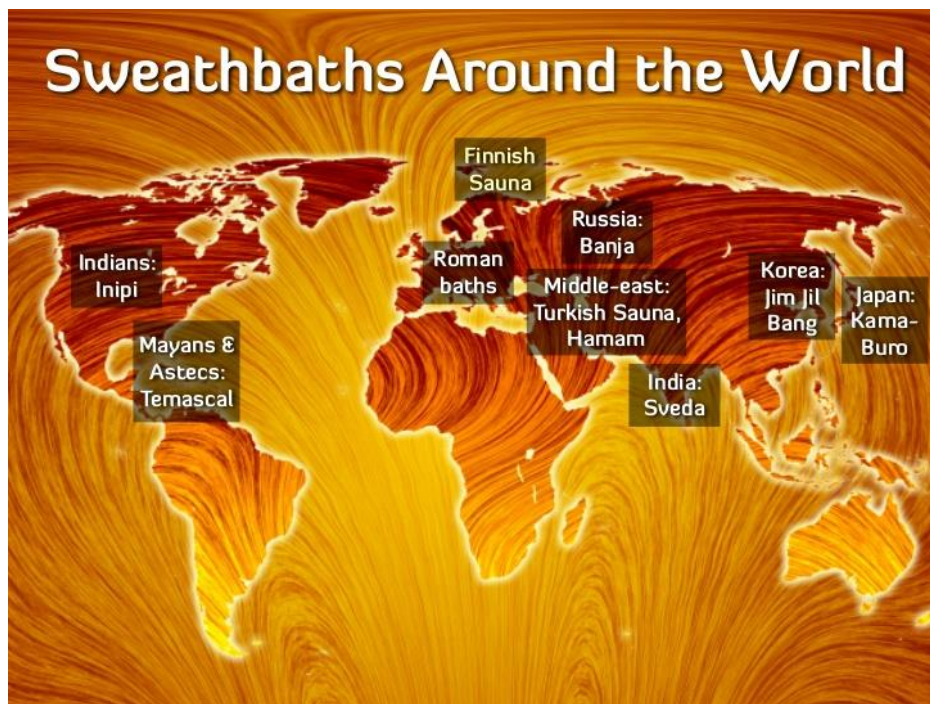 Sweathbaths Around the World
Finnish
Sauna
Russia:
Banja
Indians:
Inipi
Roman
baths
Middle-east:
Turkish Sauna,
Hamam
Korea:
Jim Jil
Bang
Japan:
Kama-
Buro
Mayans &
Astecs:
Temascal
India:
Sveda